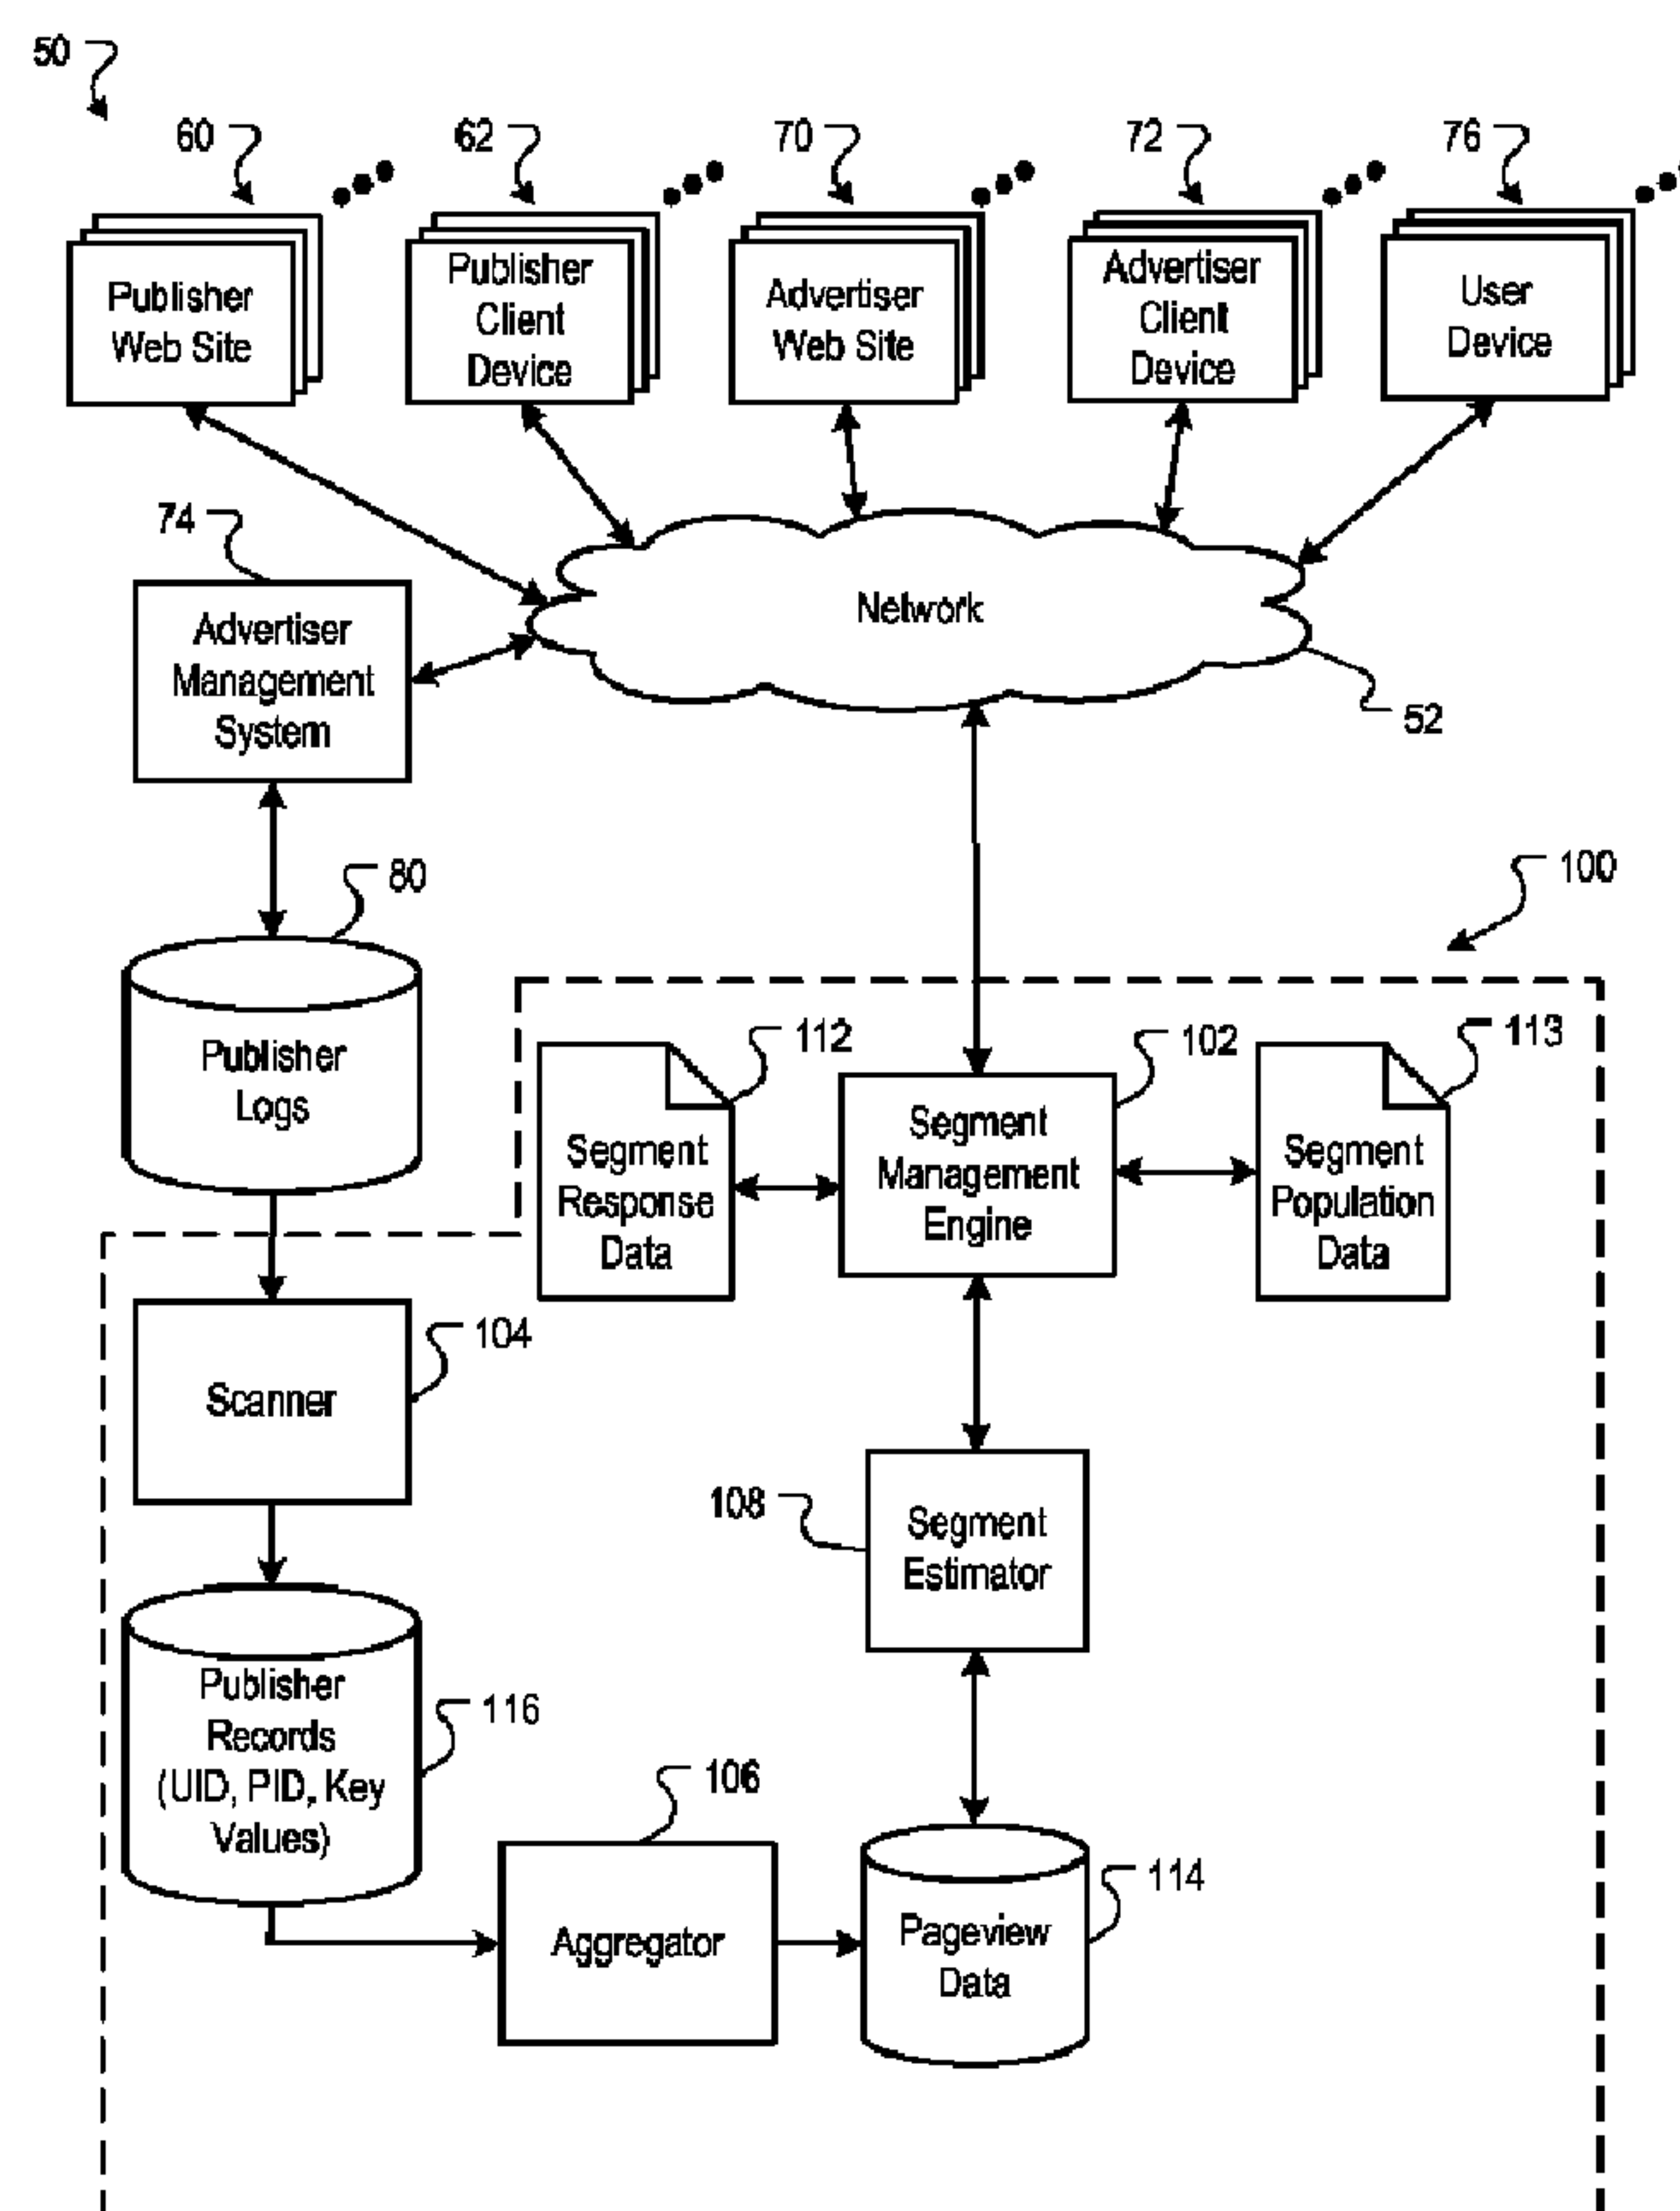 50
60
62
70
72
76
Publisher
Web Site
Publisher
Client
Device
Advertiser
Web Site
Advertiser
Client
Device
User
Device
74
Advertiser
Management
System
Network
52
80
Publisher
Logs
100
112
Segment
Response
Data
102
Segment
Management
Engine
113
Segment
Population
Data
104
Scanner
108
Segment
Estimator
116
Publisher
Records
(UID, PID, Key
Values)
106
Aggregator
114
Pageview
Data